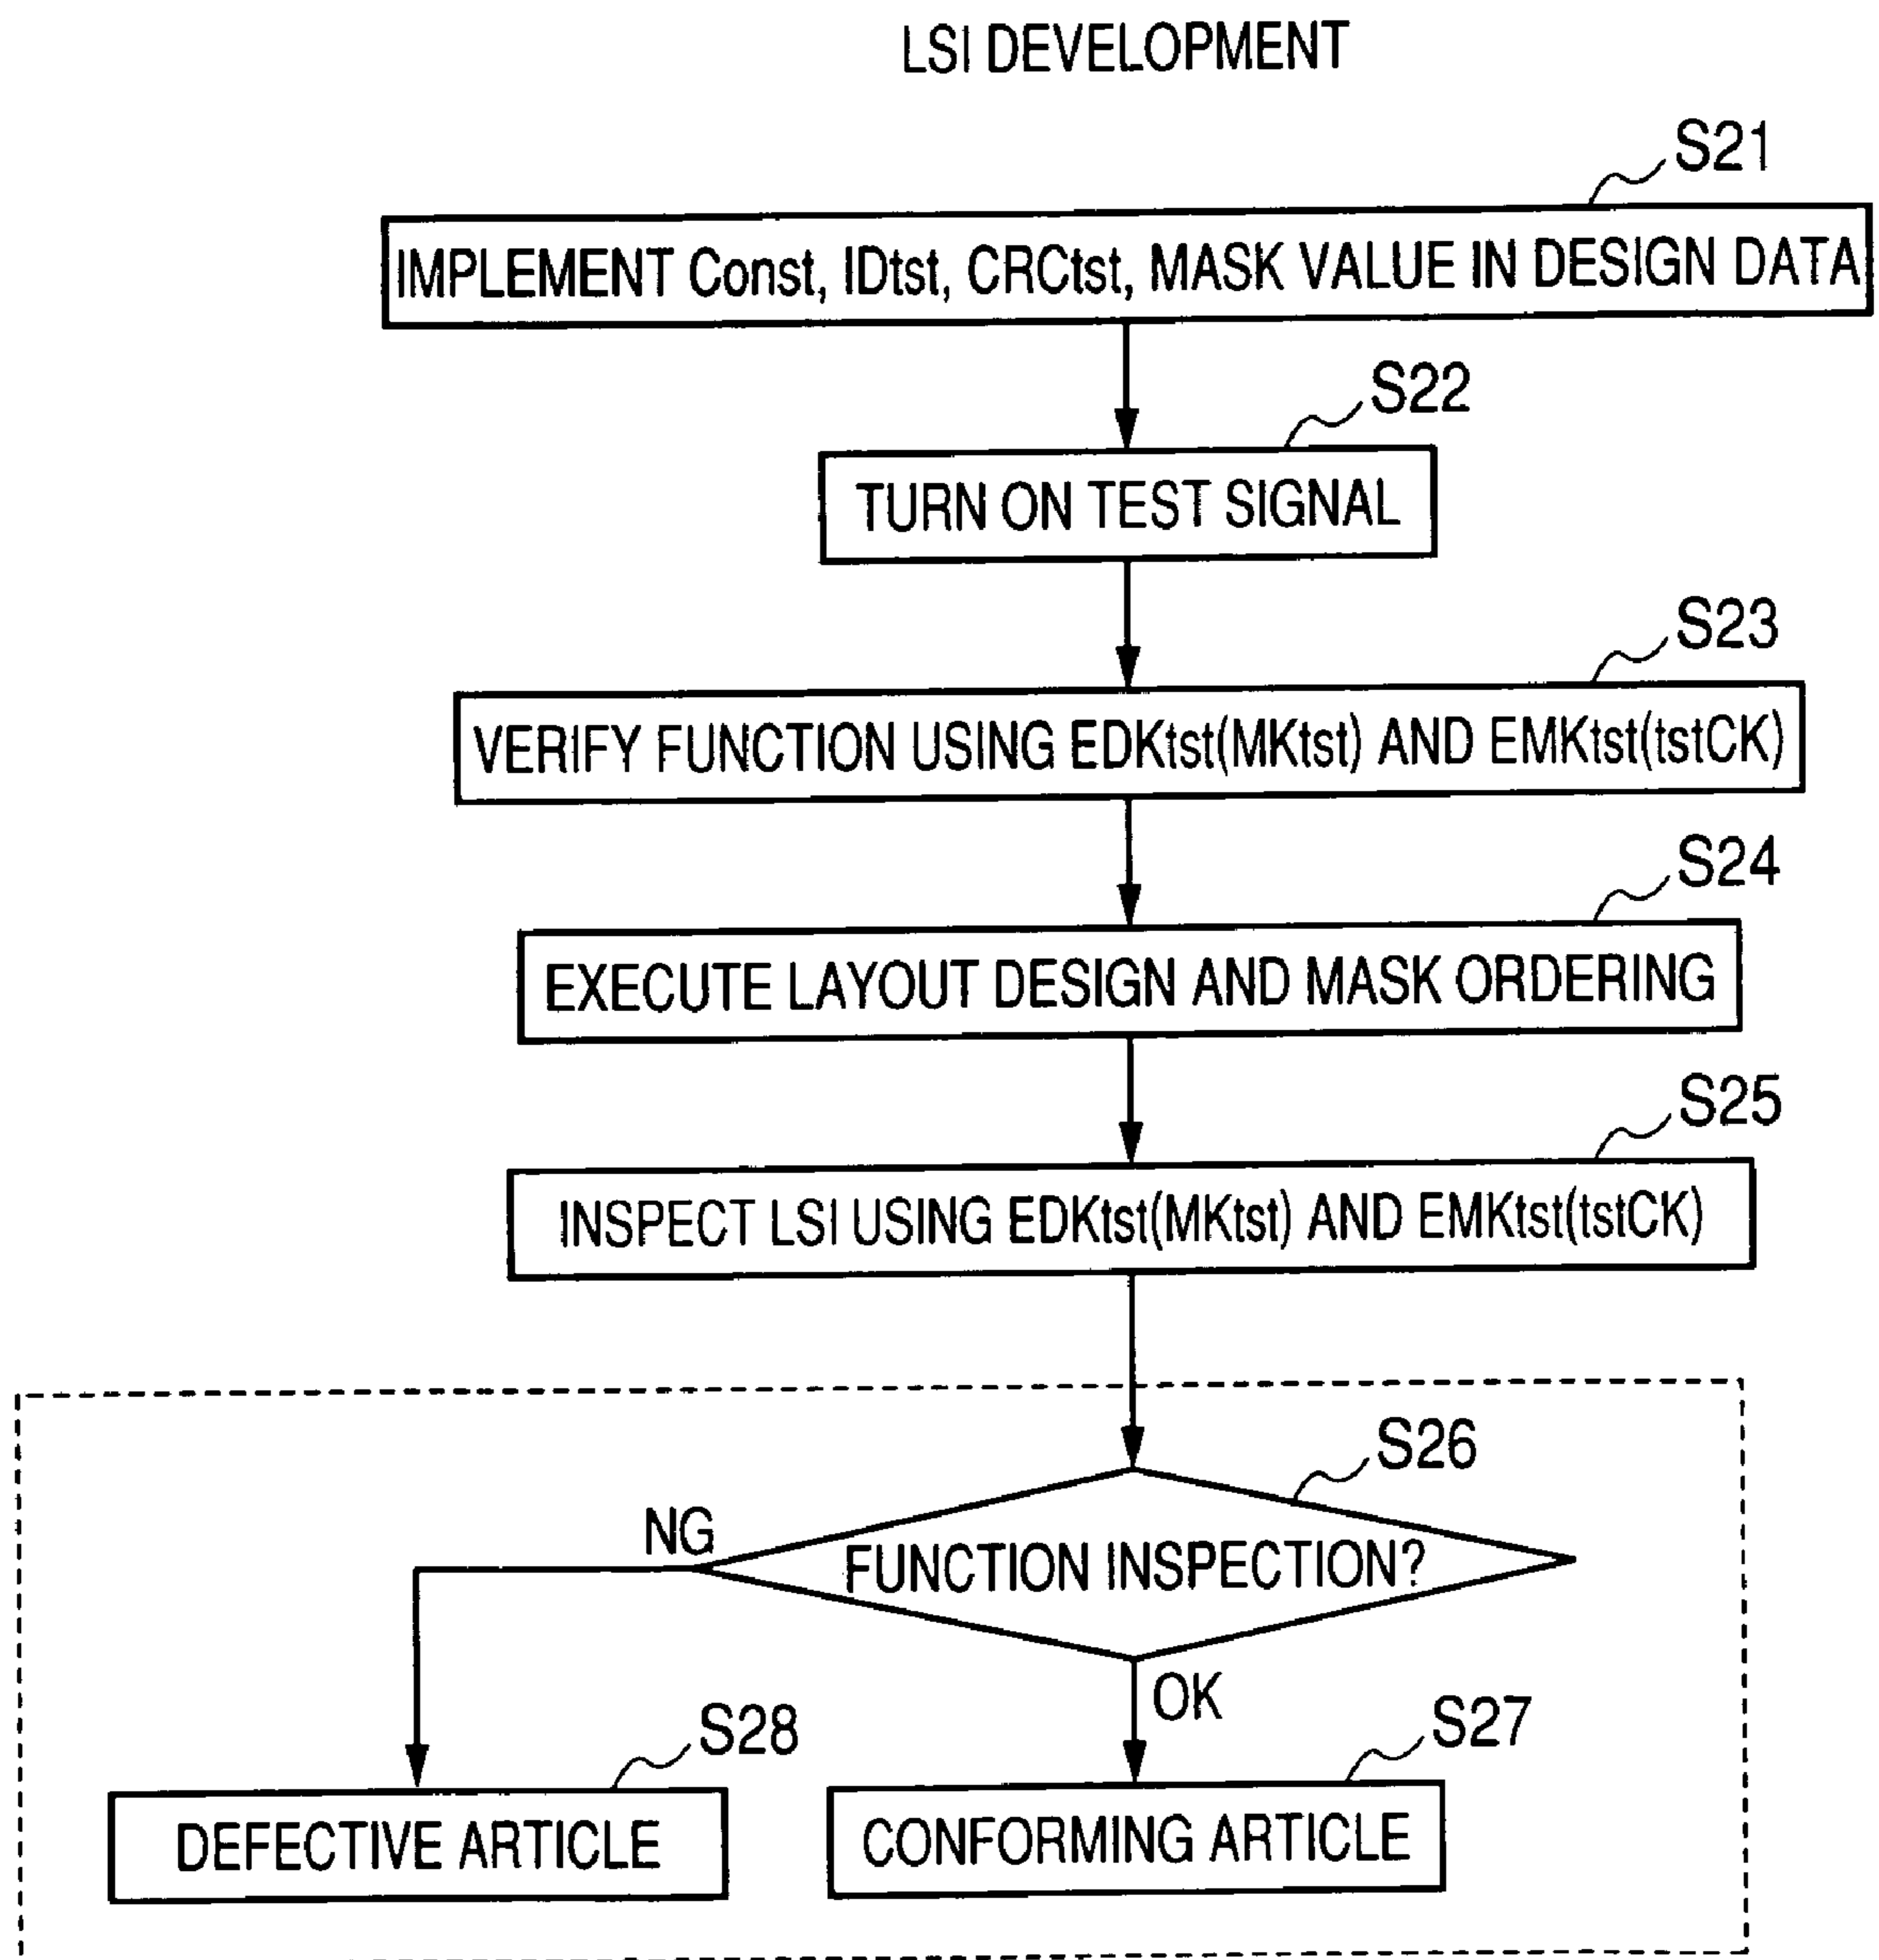 LSI DEVELOPMENT
S21
IMPLEMENT Const, IDtst, CRCtst, MASK VALUE IN DESIGN DATA
S22
TURN ON TEST SIGNAL
S23
VERIFY FUNCTION USING EDKtst(MKtst) AND EMKtst(tstCK)
S24
EXECUTE LAYOUT DESIGN AND MASK ORDERING
S25
INSPECT LSI USING EDKtst(MKtst) AND EMKtst(tstCK)
S26
NG
FUNCTION INSPECTION?
OK
S28
S27
DEFECTIVE ARTICLE
CONFORMING ARTICLE